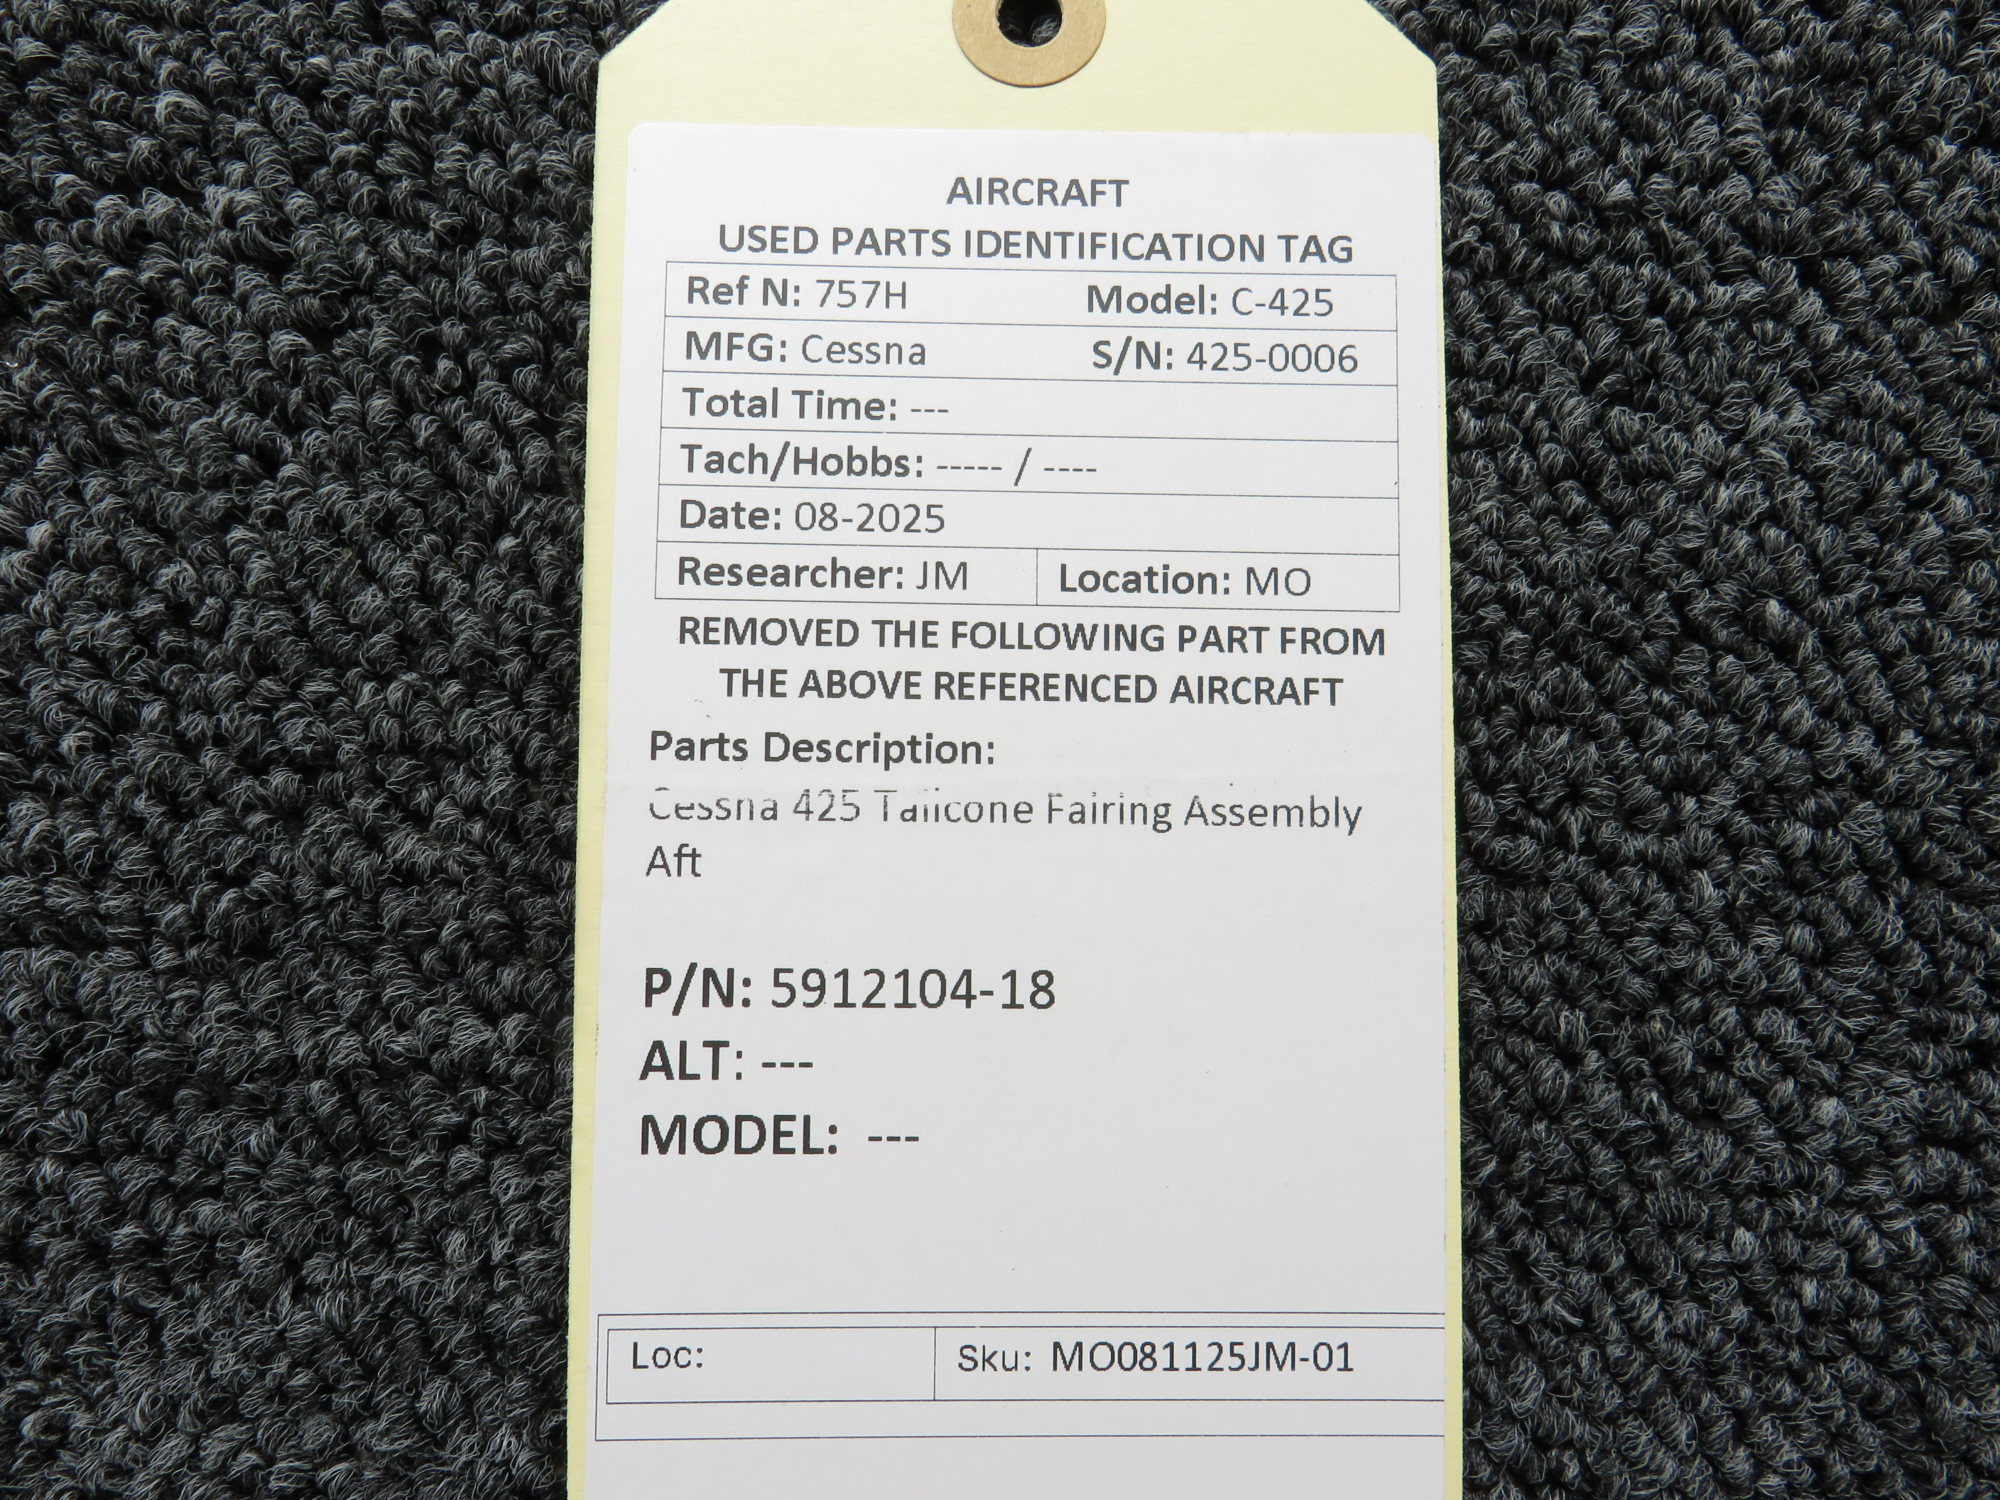 AIRCRAFT
USED PARTS IDENTIFICATION TAG
Ref N: 757H Model: C-425
MFG: Cessna S/N: 425-0006
Total Time: ---
Tach/Hobbs: ----- / ----
Date: 08-2025
Researcher: JM Location: MO
REMOVED THE FOLLOWING PART FROM
THE ABOVE REFERENCED AIRCRAFT
Parts Description:
Cessna 425 Tailcone Fairing Assembly
Aft
P/N: 5912104-18
ALT: ---
MODEL: ---
Loc: Sku: MO081125JM-01